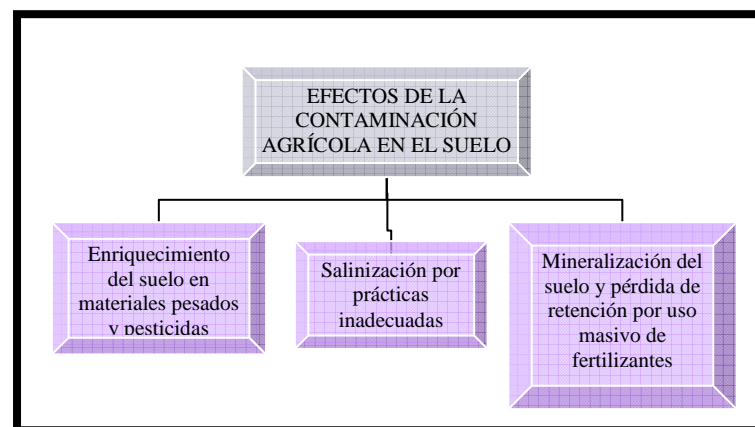 EFECTOS DE LA
CONTAMINACIÓN
AGRÍCOLA EN EL SUELO
Enriquecimiento
del suelo en
materiales pesados
y pesticidas
Salinización por
prácticas
inadecuadas
Mineralización del
suelo y pérdida de
retención por uso
masivo de
fertilizantes